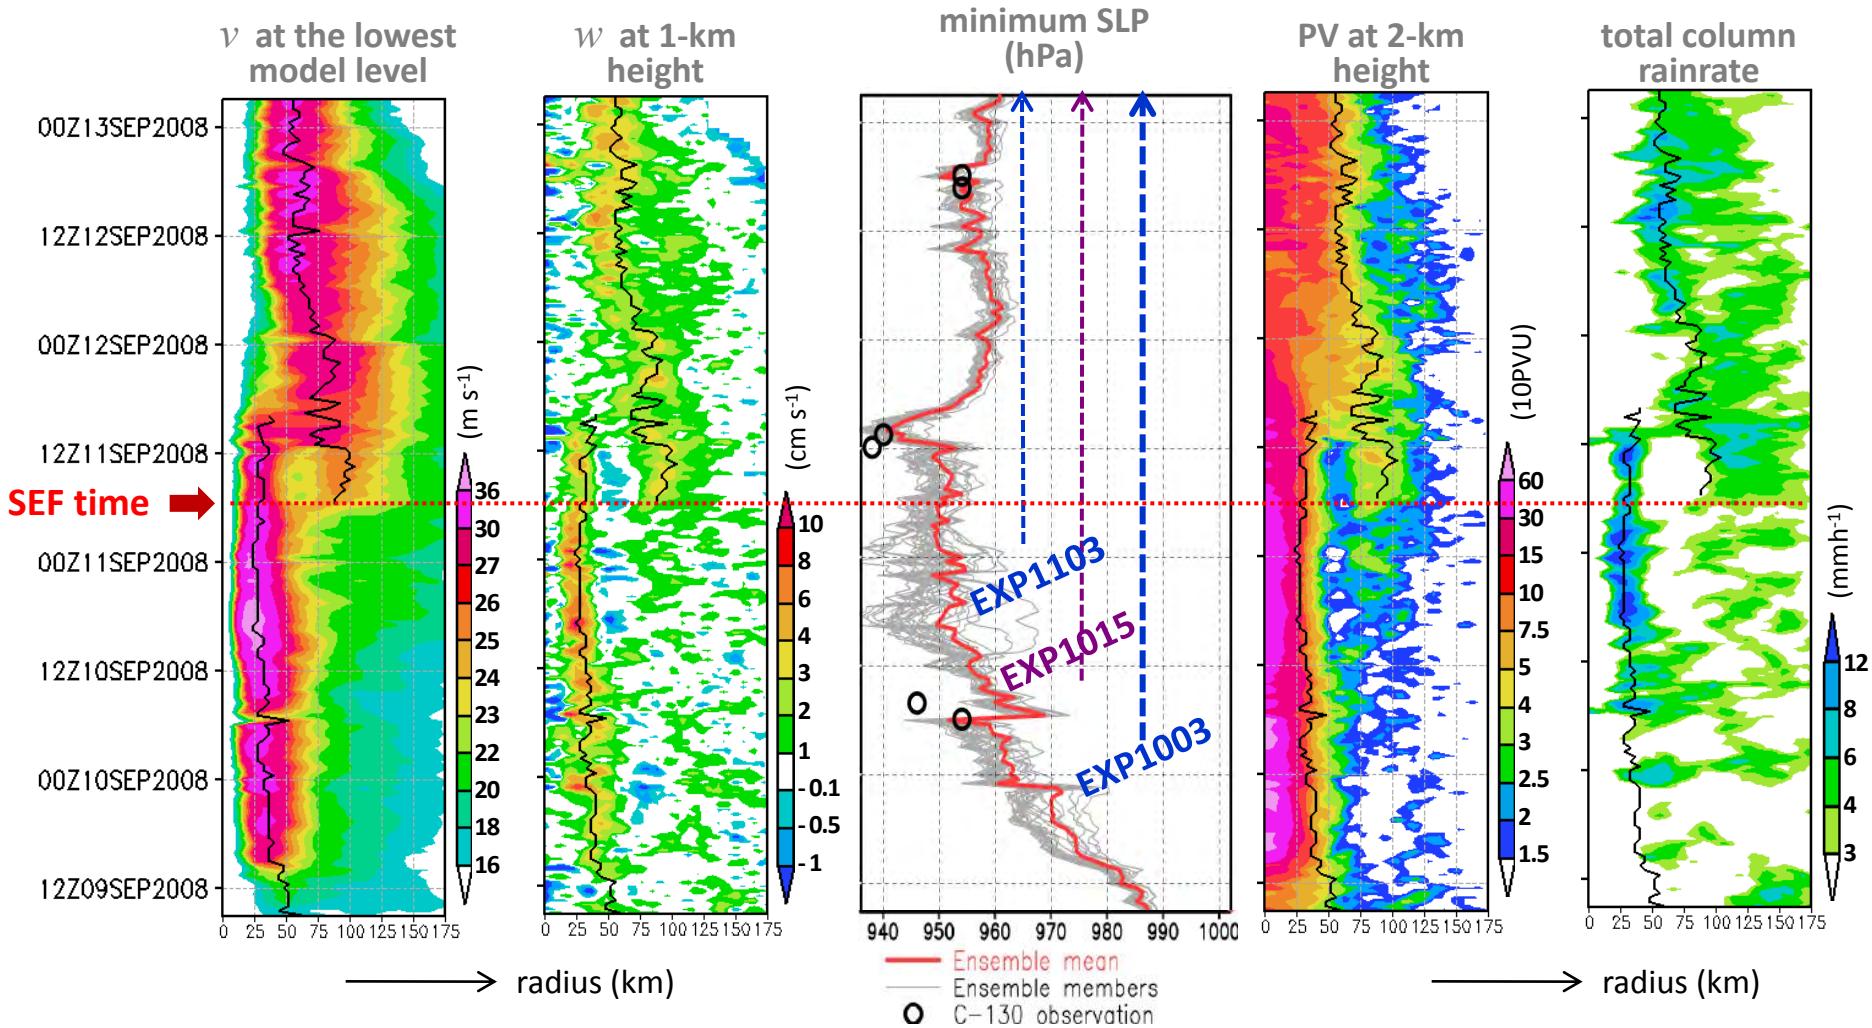 v at the lowest
model level
w at 1-km
height
minimum SLP
(hPa)
PV at 2-km
height
total column
rainrate
00Z13SEP2008
12Z12SEP2008
00Z12SEP2008
12Z11SEP2008
SEF time
00Z11SEP2008
12Z10SEP2008
00Z10SEP2008
12Z09SEP2008
(m s-1)
36
30
27
26
25
24
23
22
20
18
16
(cm s-1)
10
8
6
4
3
2
1
-0.1
-0.5
-1
EXP1103
EXP1015
EXP1003
(10PVU)
60
30
15
10
7.5
5
4
3
2.5
2
1.5
(mmh-1)
12
8
6
4
3
0 25 50 75 100 125 150 175
0 25 50 75 100 125 150 175
940 950 960 970 980 990 1000
0 25 50 75 100 125 150 175
0 25 50 75 100 125 150 175
radius (km)
Ensemble mean
Ensemble members
C-130 observation
radius (km)